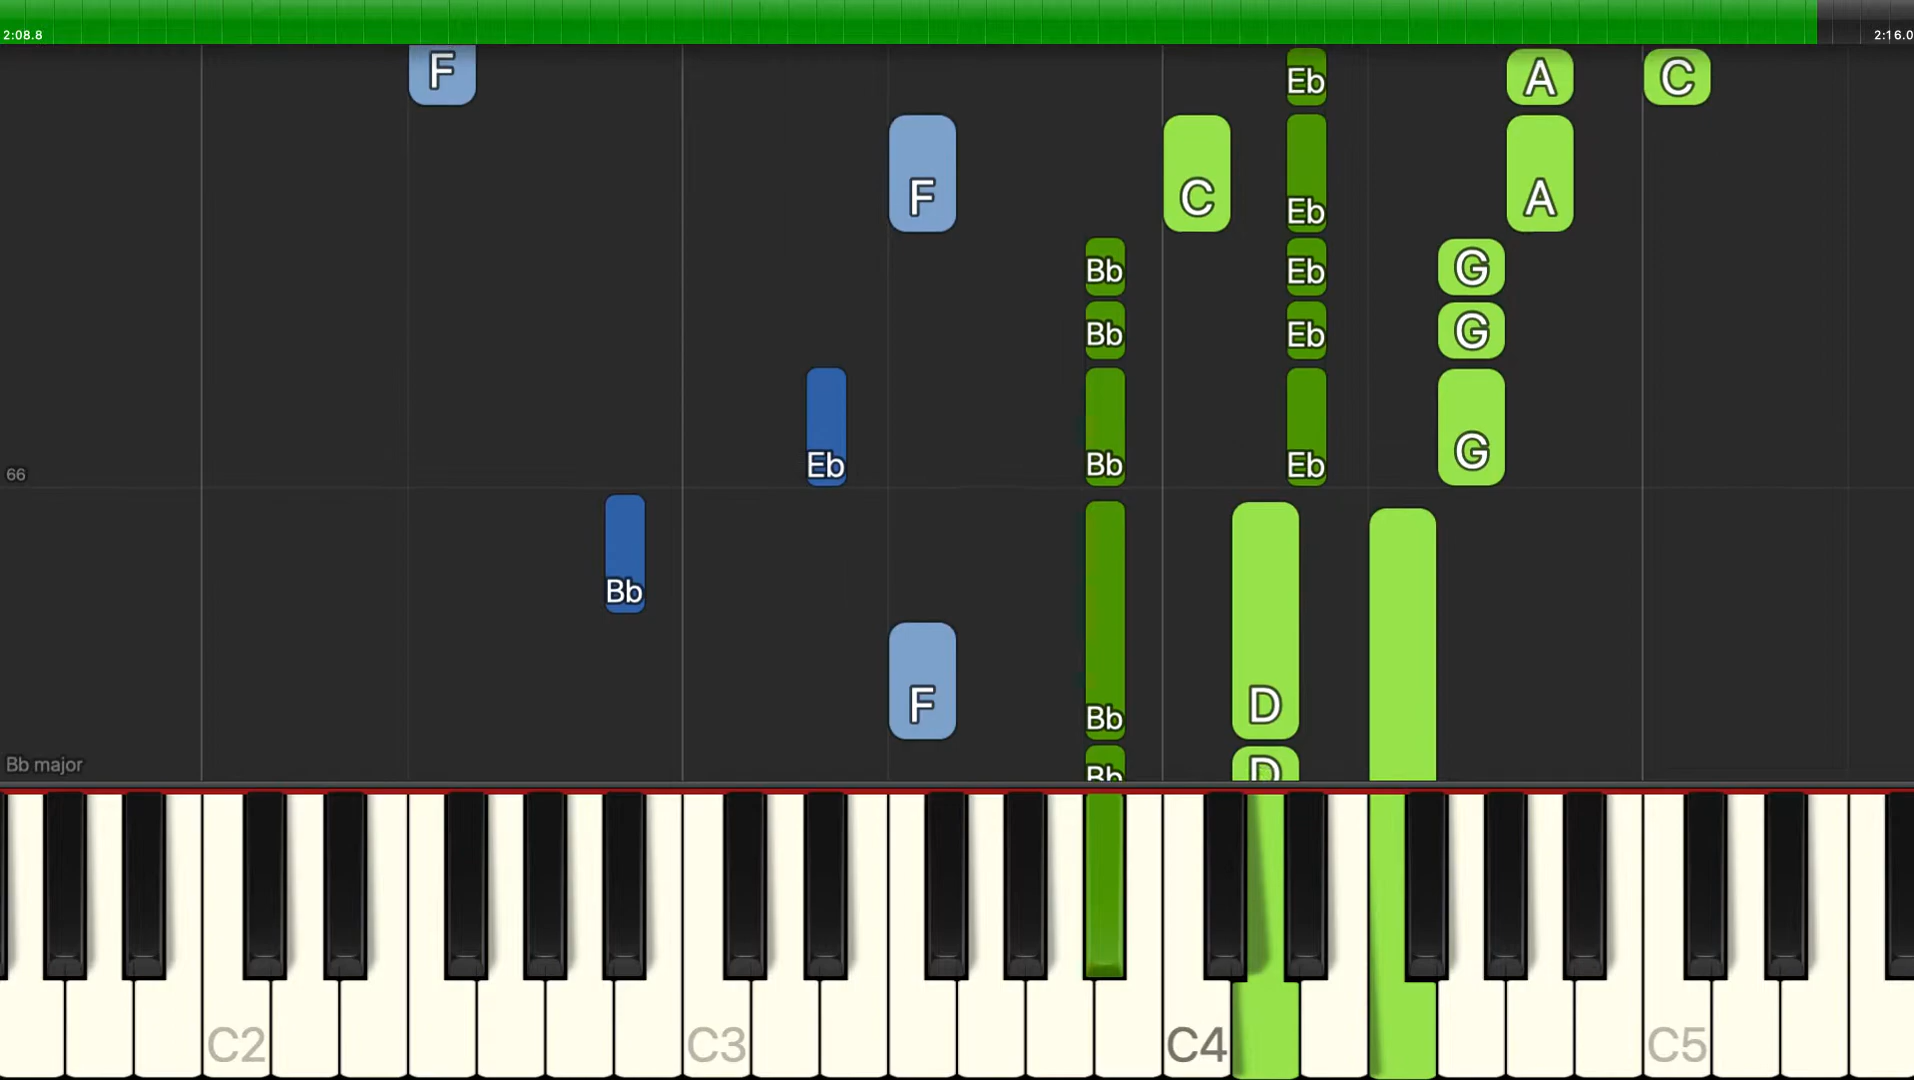 2:08.8 2:16.0
F Eb A C
F C Eb A
Bb Eb G
Bb Eb G
Eb Bb Eb G
66
Bb
F Bb D
Bb major Bb D
C2 C3 C4 C5